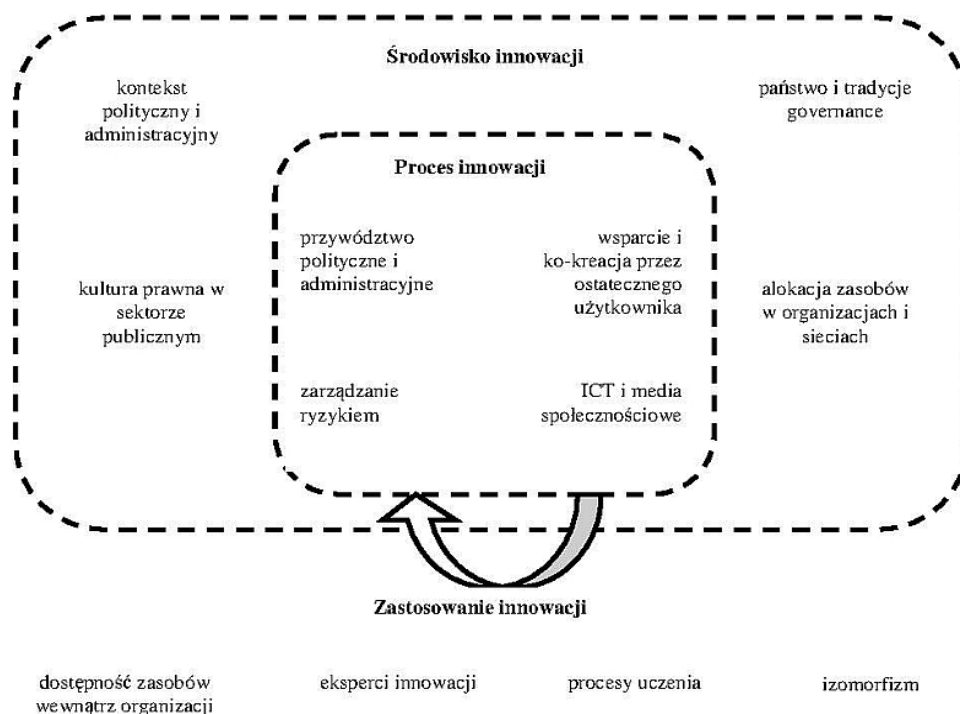 Środowisko innowacji
kontekst
polityczny i
administracyjny
państwo i tradycje
governance
Proces innowacji
przywództwo
polityczne i
administracyjne
wsparcie i
ko-kreacja przez
ostatecznego
użytkownika
kultura prawna w
sektorze
publicznym
alokacja zasobów
w organizacjach i
sieciach
zarządzanie
ryzykiem
ICT i media
społecznościowe
Zastosowanie innowacji
dostępność zasobów
wewnątrz organizacji
eksperci innowacji
procesy uczenia
izomorfizm